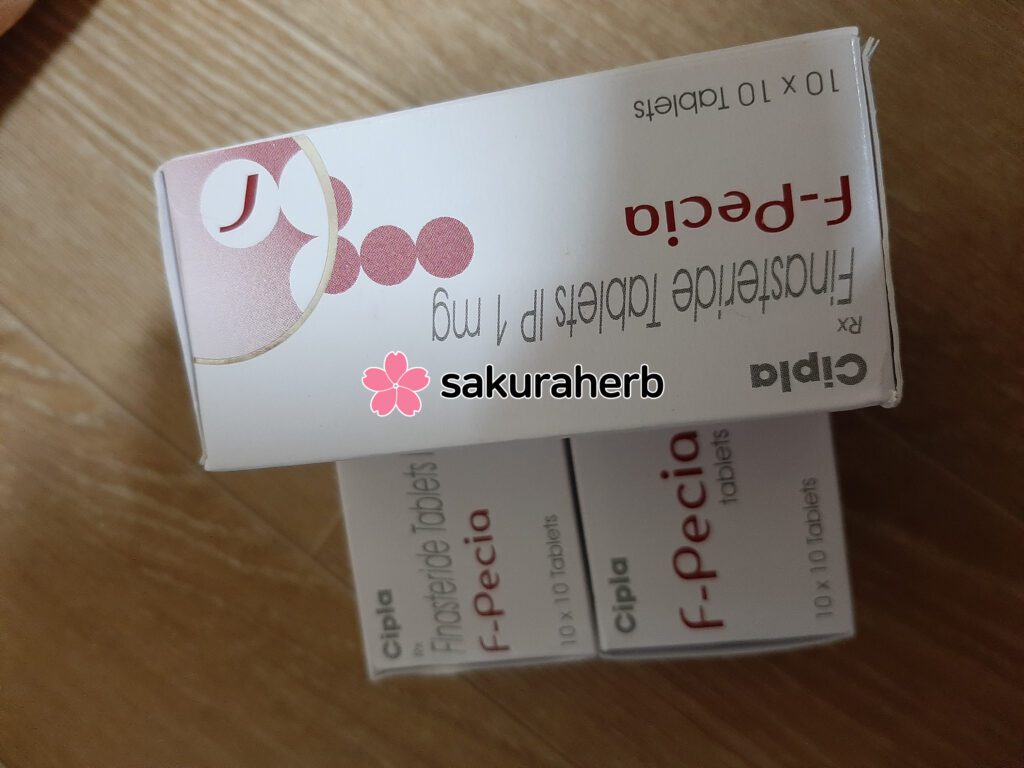 10 x 10 Tablets
F-Pecia
Finasteride Tablets IP 1 mg
Rx
Cipla
sakuraherb
Cipla
Rx
Finasteride Tablets
F-Pecia
10 x 10 Tablets
Cipla
F-Pecia
tablets
10 x 10 Tablets